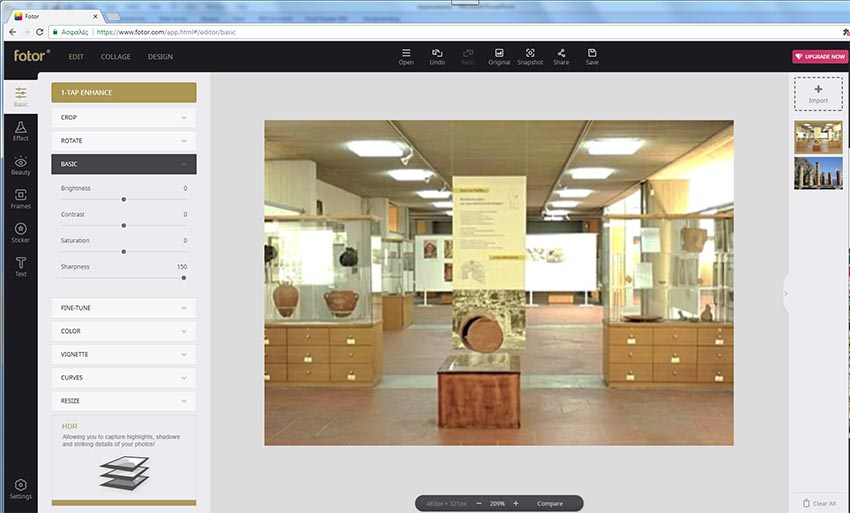 Fotor
Ασφαλές | https://www.fotor.com/app.html#/editor/basic
fotor
EDIT
COLLAGE
DESIGN
Open
Undo
Redo
Original
Snapshot
Share
Save
UPGRADE NOW
Basic
Effect
Beauty
Frames
Sticker
Text
Settings
1-TAP ENHANCE
CROP
ROTATE
BASIC
Brightness 0
Contrast 0
Saturation 0
Sharpness 150
FINE-TUNE
COLOR
VIGNETTE
CURVES
RESIZE
HDR
Allowing you to capture highlights, shadows
and striking details of your photos!
483px × 321px
209%
Compare
Import
Clear All